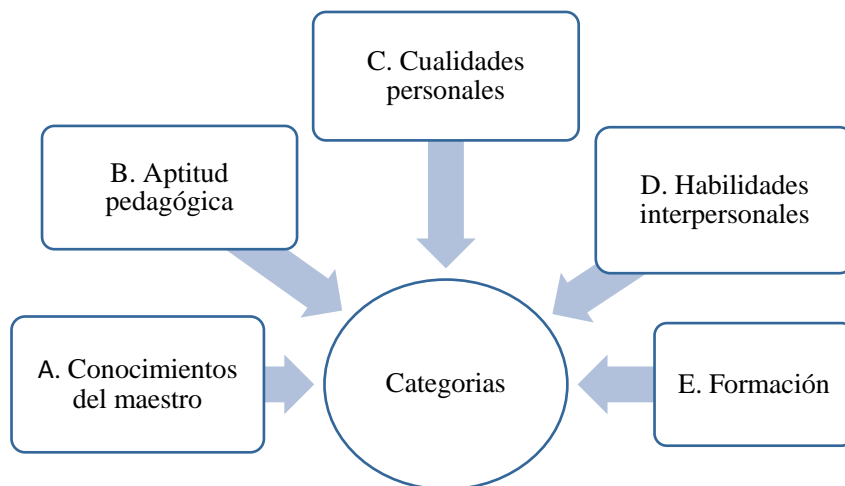 C. Cualidades
personales
B. Aptitud
pedagógica
D. Habilidades
interpersonales
A. Conocimientos
del maestro
Categorias
E. Formación